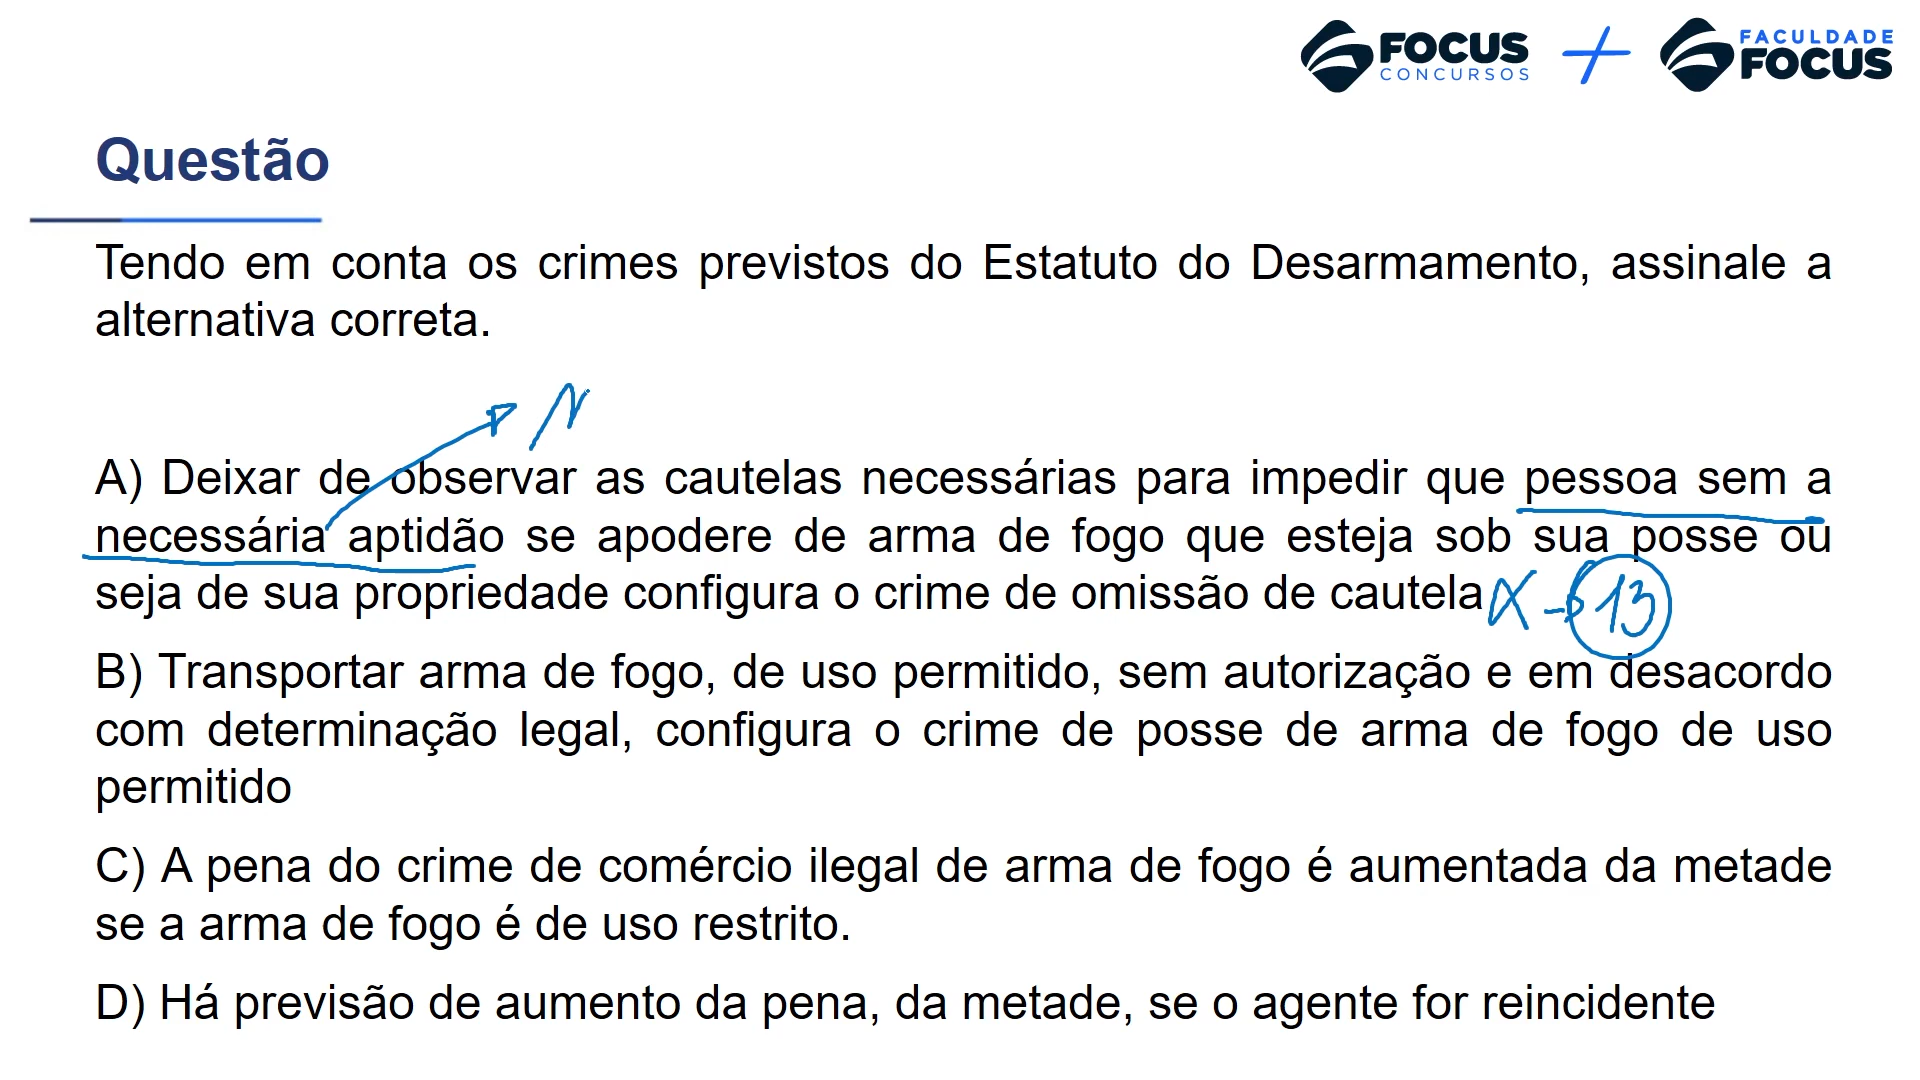 FOCUS
CONCURSOS
FACULDADE
FOCUS
Questão
Tendo em conta os crimes previstos do Estatuto do Desarmamento, assinale a
alternativa correta.
N
A) Deixar de observar as cautelas necessárias para impedir que pessoa sem a
necessária aptidão se apodere de arma de fogo que esteja sob sua posse ou
seja de sua propriedade configura o crime de omissão de cautela X → 13
B) Transportar arma de fogo, de uso permitido, sem autorização e em desacordo
com determinação legal, configura o crime de posse de arma de fogo de uso
permitido
C) A pena do crime de comércio ilegal de arma de fogo é aumentada da metade
se a arma de fogo é de uso restrito.
D) Há previsão de aumento da pena, da metade, se o agente for reincidente